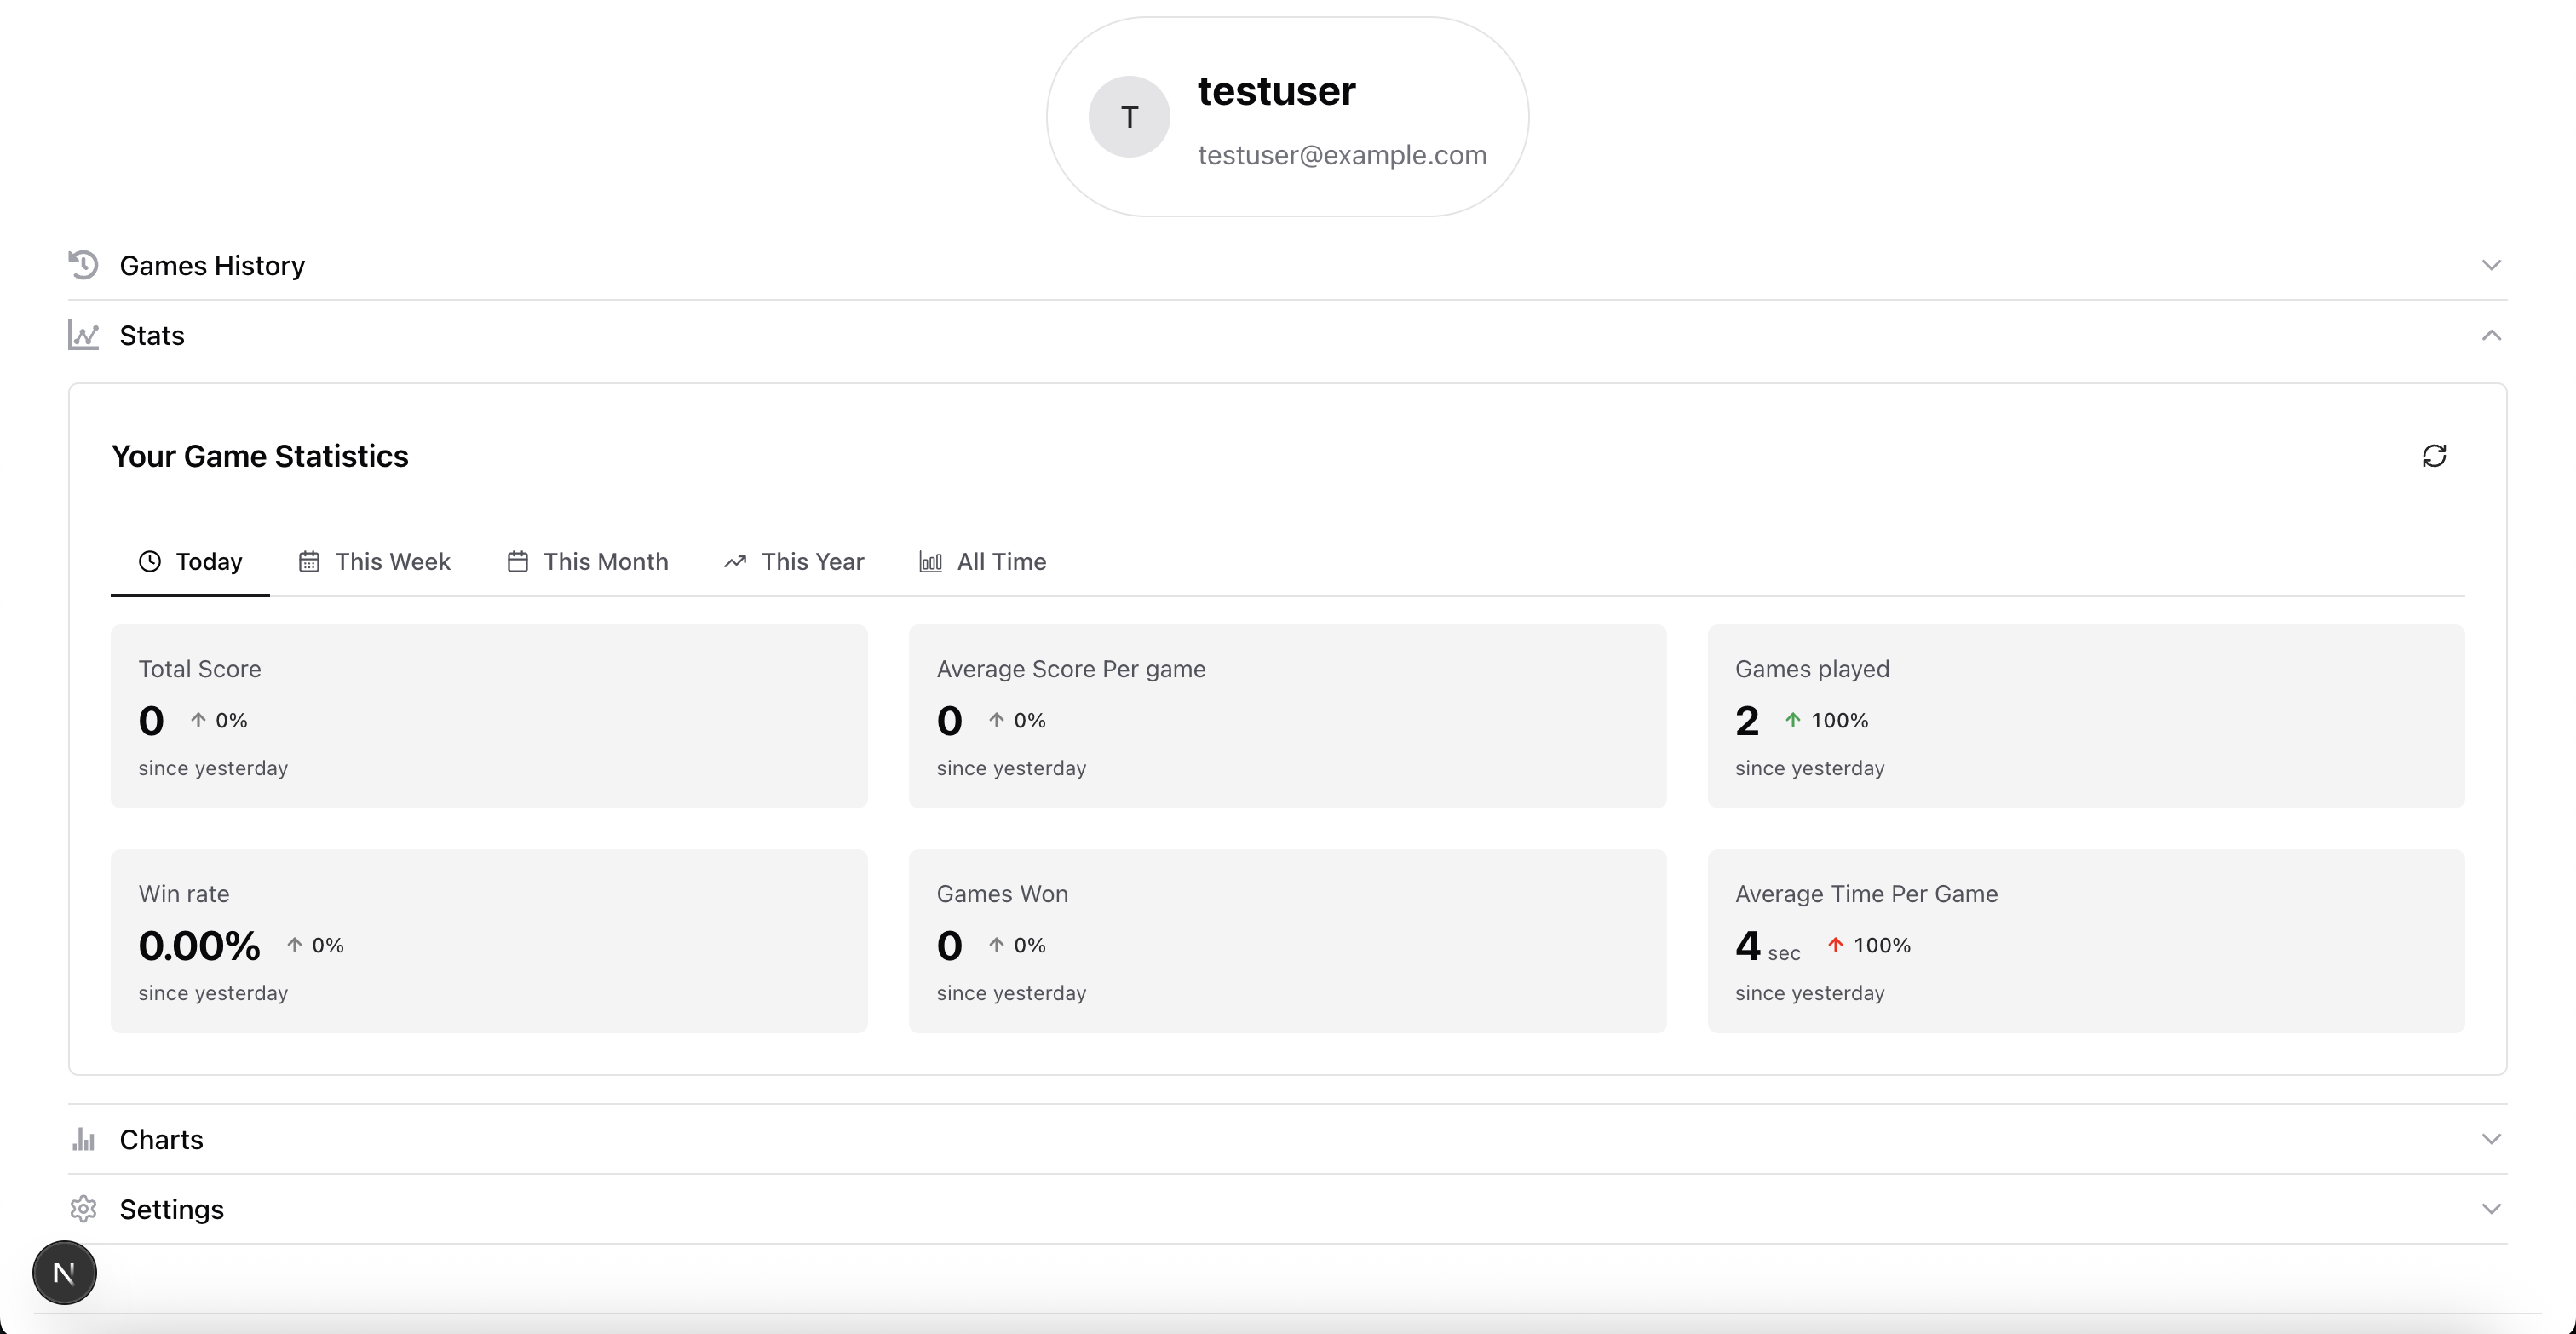 T
testuser
testuser@example.com
Games History
Stats
Your Game Statistics
Today This Week This Month This Year All Time
Total Score
0 0%
since yesterday
Average Score Per game
0 0%
since yesterday
Games played
2 100%
since yesterday
Win rate
0.00% 0%
since yesterday
Games Won
0 0%
since yesterday
Average Time Per Game
4 sec 100%
since yesterday
Charts
Settings
N